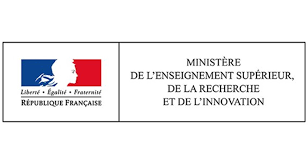 Liberté • Égalité • Fraternité
RÉPUBLIQUE FRANÇAISE
MINISTÈRE
DE L'ENSEIGNEMENT SUPÉRIEUR,
DE LA RECHERCHE
ET DE L'INNOVATION